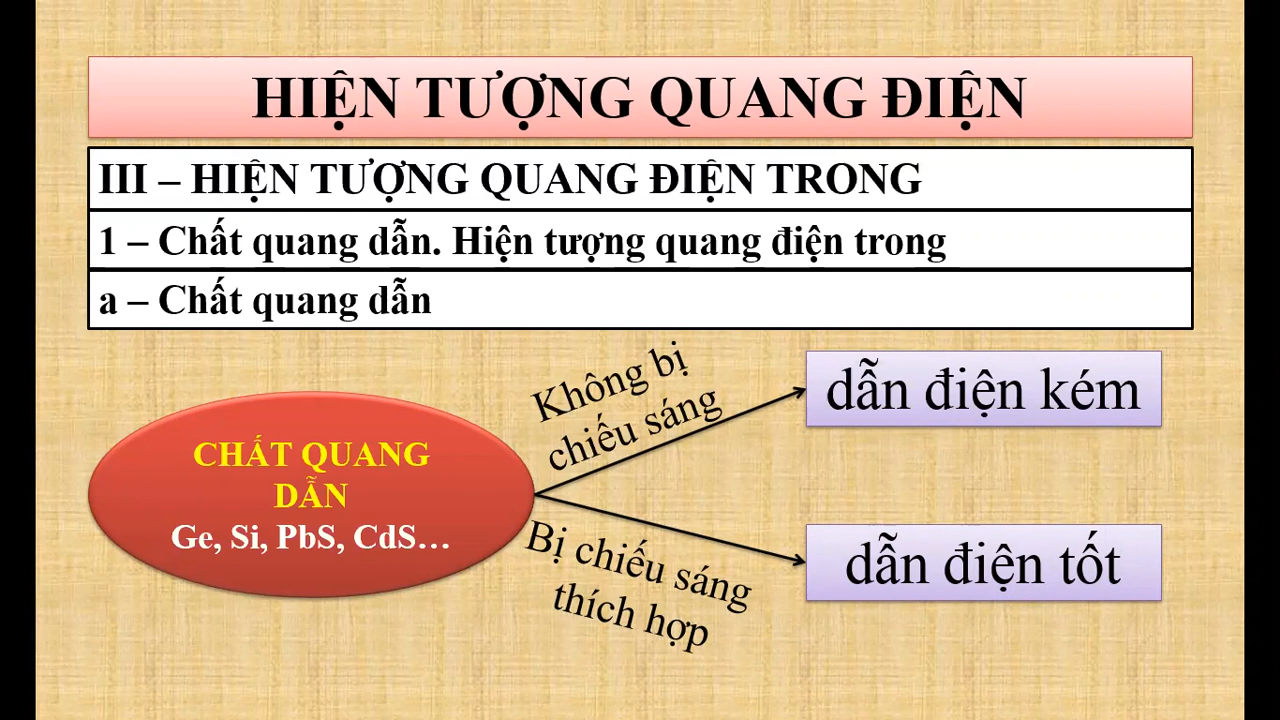 HIỆN TƯỢNG QUANG ĐIỆN
III – HIỆN TƯỢNG QUANG ĐIỆN TRONG
1 – Chất quang dẫn. Hiện tượng quang điện trong
a – Chất quang dẫn
CHẤT QUANG
DẪN
Ge, Si, PbS, CdS…
Không bị
chiếu sáng
dẫn điện kém
Bị chiếu sáng
thích hợp
dẫn điện tốt